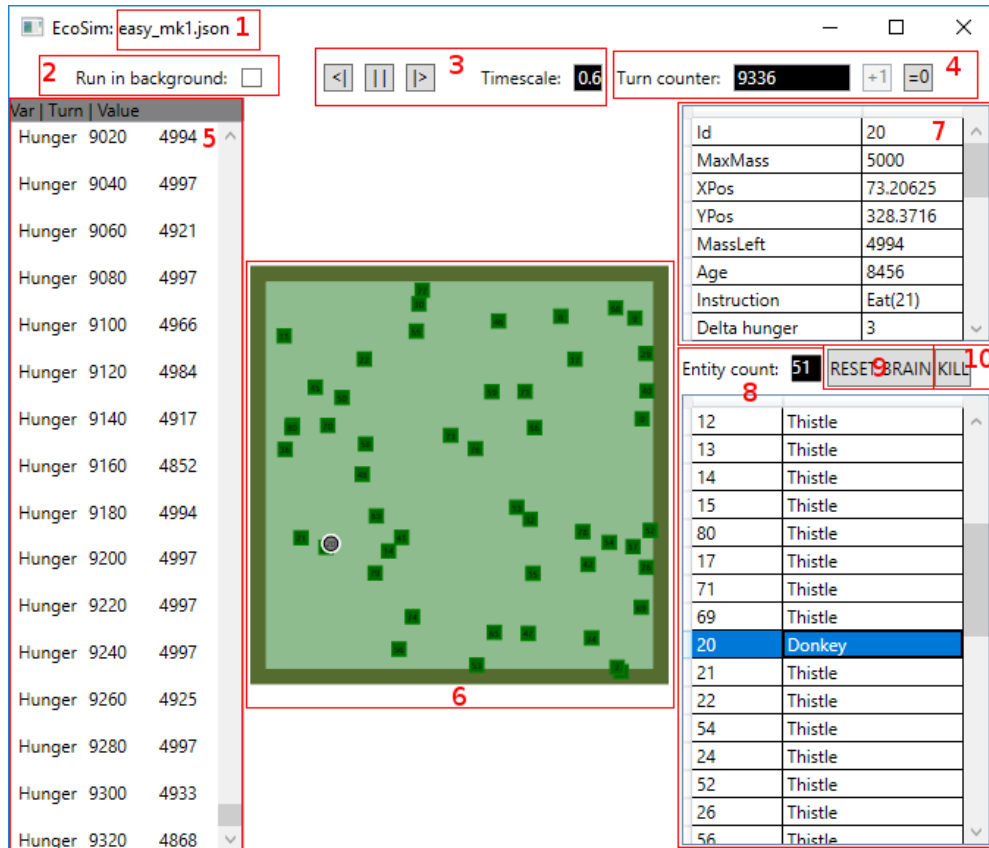 EcoSim: easy_mk1.json 1
2 Run in background:
<| || |> 3 Timescale: 0.6
Turn counter: 9336 +1 =0 4
Var | Turn | Value
Hunger 9020 4994 5
Hunger 9040 4997
Hunger 9060 4921
Hunger 9080 4997
Hunger 9100 4966
Hunger 9120 4984
Hunger 9140 4917
Hunger 9160 4852
Hunger 9180 4994
Hunger 9200 4997
Hunger 9220 4997
Hunger 9240 4997
Hunger 9260 4925
Hunger 9280 4997
Hunger 9300 4933
Hunger 9320 4868
6
Id 20 7
MaxMass 5000
XPos 73.20625
YPos 328.3716
MassLeft 4994
Age 8456
Instruction Eat(21)
Delta hunger 3
Entity count: 51 RESET BRAIN KILL
8 9 10
12 Thistle
13 Thistle
14 Thistle
15 Thistle
80 Thistle
17 Thistle
71 Thistle
69 Thistle
20 Donkey
21 Thistle
22 Thistle
54 Thistle
24 Thistle
52 Thistle
26 Thistle
56 Thistle